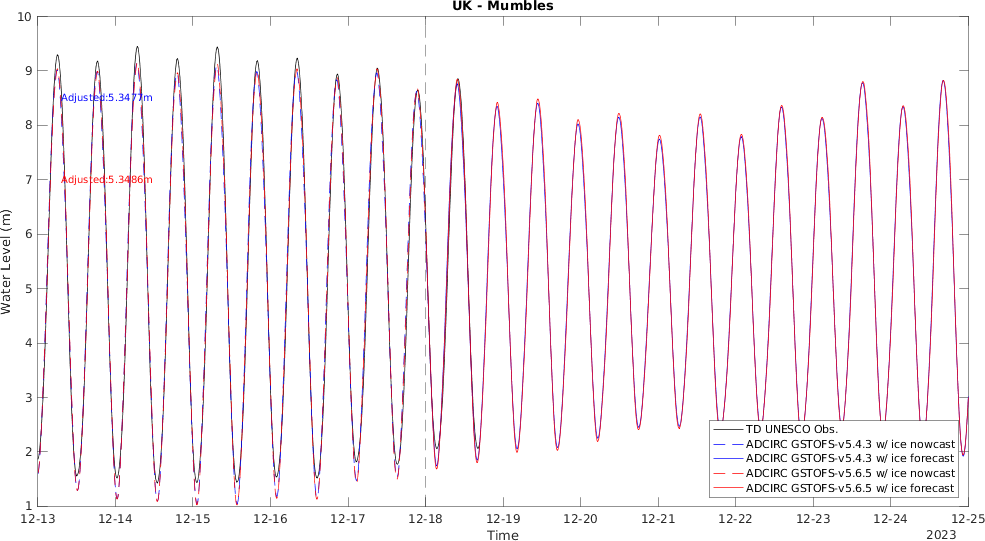 UK - Mumbles
10
9
8
7
6
5
4
3
2
1
Water Level (m)
Adjusted:5.3477m
Adjusted:5.3486m
TD UNESCO Obs.
ADCIRC GSTOFS-v5.4.3 w/ ice nowcast
ADCIRC GSTOFS-v5.4.3 w/ ice forecast
ADCIRC GSTOFS-v5.6.5 w/ ice nowcast
ADCIRC GSTOFS-v5.6.5 w/ ice forecast
12-13 12-14 12-15 12-16 12-17 12-18 12-19 12-20 12-21 12-22 12-23 12-24 12-25
Time
2023